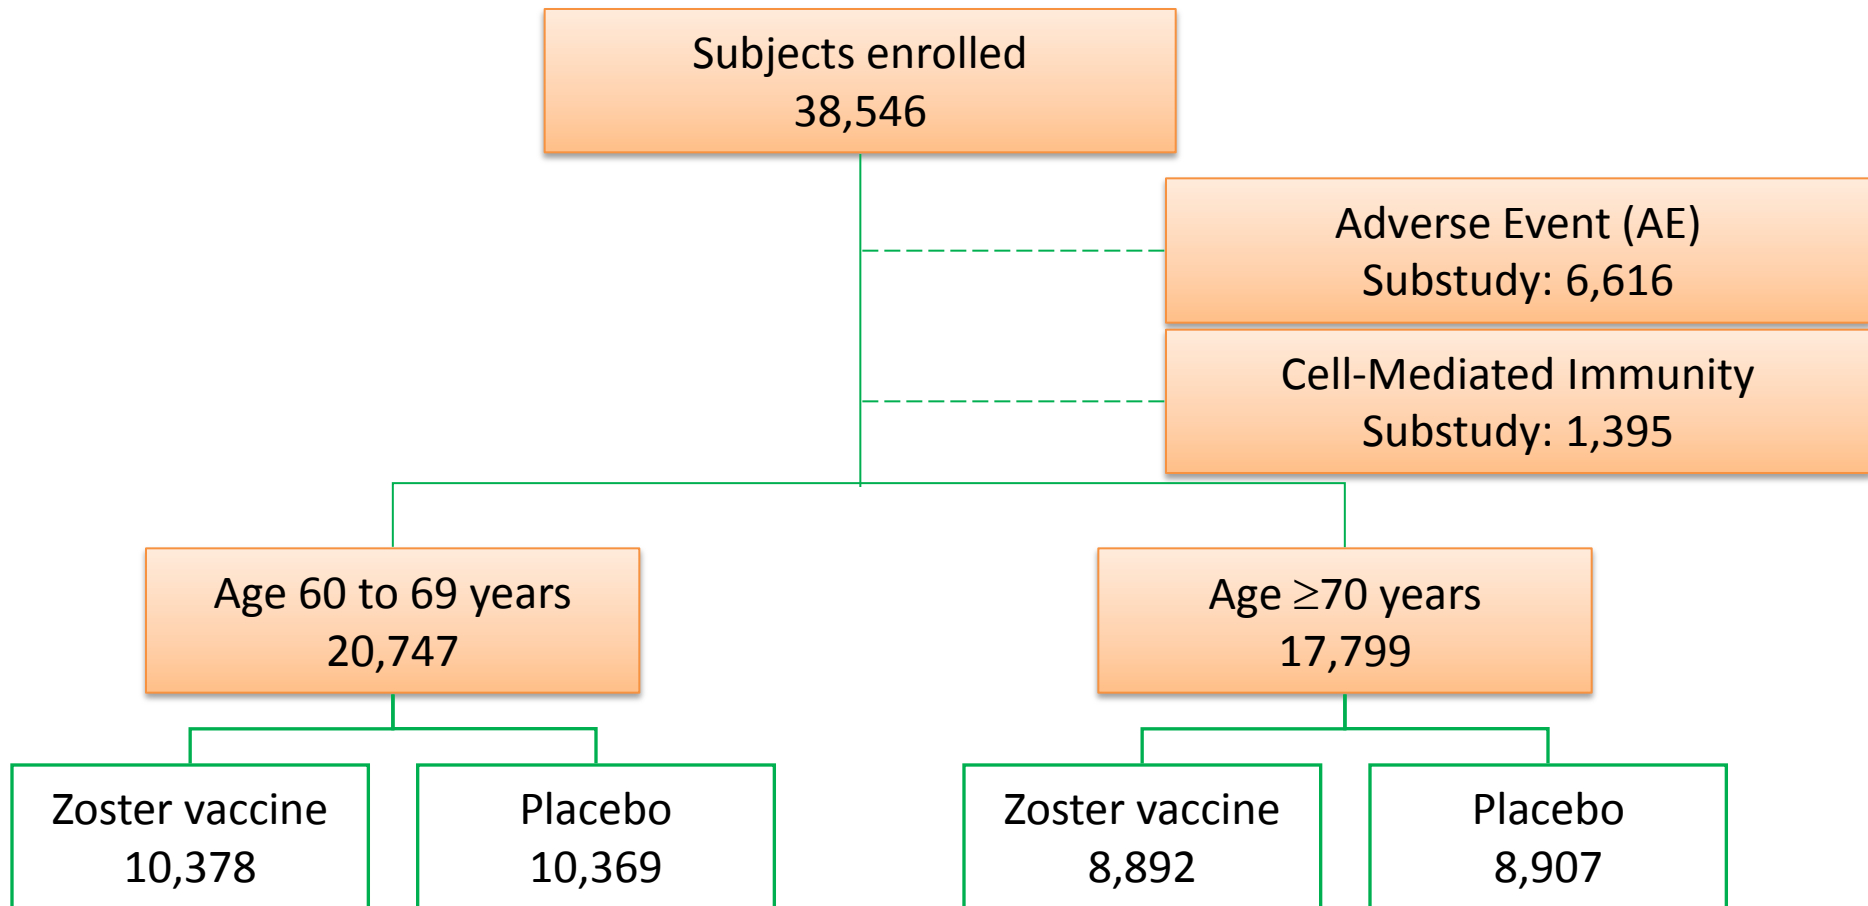 Subjects enrolled
38,546
Adverse Event (AE)
Substudy: 6,616
Cell-Mediated Immunity
Substudy: 1,395
Age 60 to 69 years
20,747
Age ≥70 years
17,799
Zoster vaccine
10,378
Placebo
10,369
Zoster vaccine
8,892
Placebo
8,907